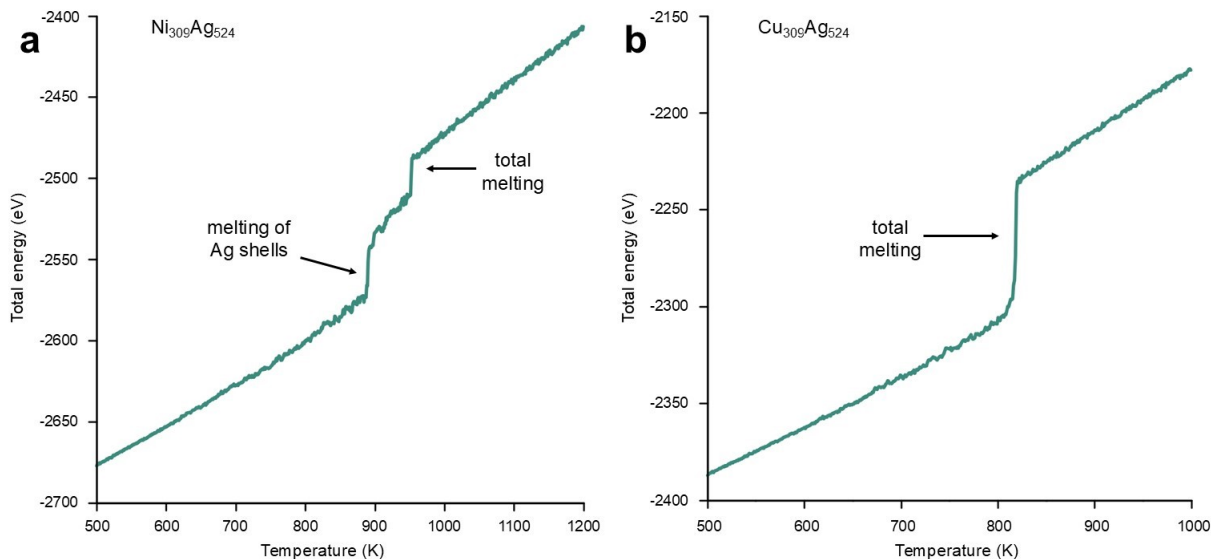 a
Ni₃₀₉Ag₅₂₄
Total energy (eV)
-2400
-2450
-2500
-2550
-2600
-2650
-2700
total
melting
melting of
Ag shells
500 600 700 800 900 1000 1100 1200
Temperature (K)
b
Cu₃₀₉Ag₅₂₄
Total energy (eV)
-2150
-2200
-2250
-2300
-2350
-2400
total
melting
500 600 700 800 900 1000
Temperature (K)